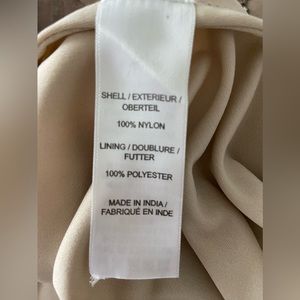 SHELL / EXTERIEUR /
OBERTEIL
100% NYLON
LINING / DOUBLURE /
FUTTER
100% POLYESTER
MADE IN INDIA /
FABRIQUÉ EN INDE